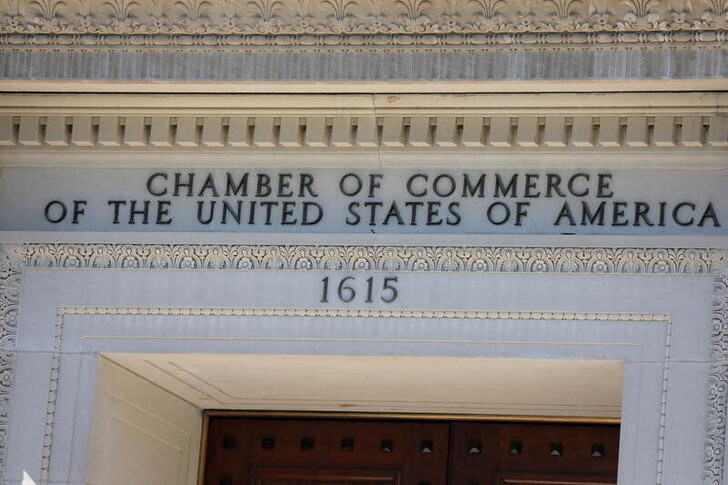 CHAMBER OF COMMERCE
OF THE UNITED STATES OF AMERICA
1615